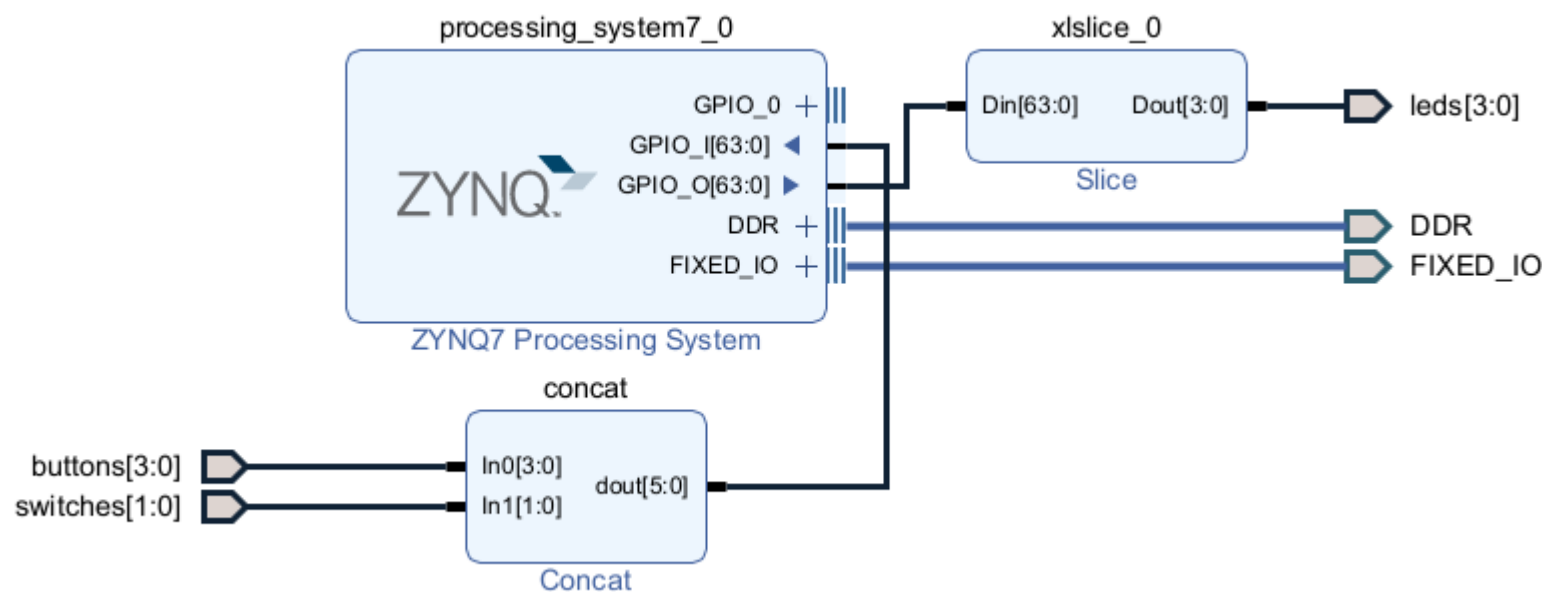 processing_system7_0
GPIO_0
GPIO_I[63:0]
GPIO_O[63:0]
DDR
FIXED_IO
ZYNQ
ZYNQ7 Processing System
xlslice_0
Din[63:0] Dout[3:0]
Slice
leds[3:0]
DDR
FIXED_IO
concat
buttons[3:0]
switches[1:0]
In0[3:0]
In1[1:0]
dout[5:0]
Concat